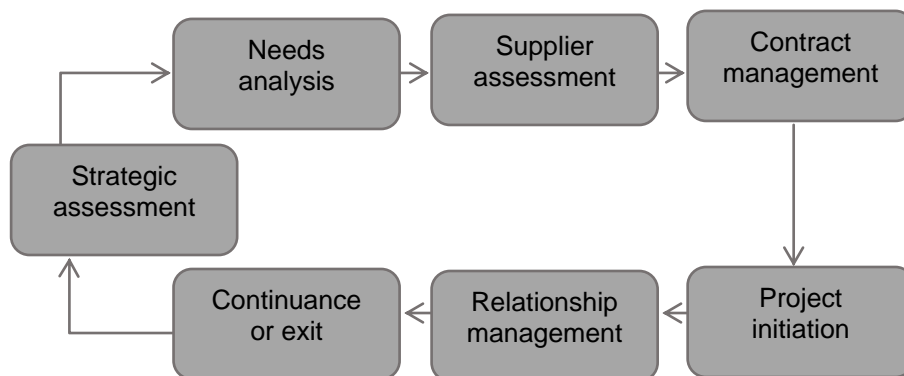 Needs
analysis
Supplier
assessment
Contract
management
Strategic
assessment
Continuance
or exit
Relationship
management
Project
initiation